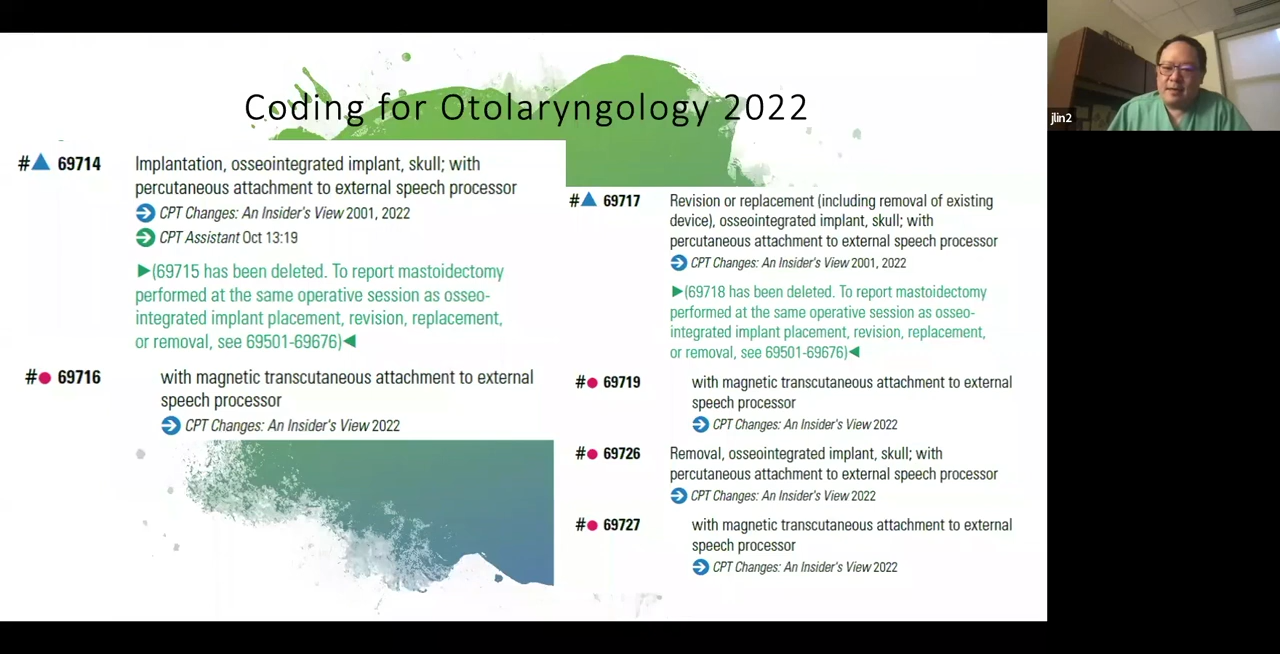 Coding for Otolaryngology 2022
#▲ 69714 Implantation, osseointegrated implant, skull; with
percutaneous attachment to external speech processor
CPT Changes: An Insider's View 2001, 2022
CPT Assistant Oct 13:19
▶(69715 has been deleted. To report mastoidectomy
performed at the same operative session as osseo-
integrated implant placement, revision, replacement,
or removal, see 69501-69676)◀
#● 69716 with magnetic transcutaneous attachment to external
speech processor
CPT Changes: An Insider's View 2022
#▲ 69717 Revision or replacement (including removal of existing
device), osseointegrated implant, skull; with
percutaneous attachment to external speech processor
CPT Changes: An Insider's View 2001, 2022
▶(69718 has been deleted. To report mastoidectomy
performed at the same operative session as osseo-
integrated implant placement, revision, replacement,
or removal, see 69501-69676)◀
#● 69719 with magnetic transcutaneous attachment to external
speech processor
CPT Changes: An Insider's View 2022
#● 69726 Removal, osseointegrated implant, skull; with
percutaneous attachment to external speech processor
CPT Changes: An Insider's View 2022
#● 69727 with magnetic transcutaneous attachment to external
speech processor
CPT Changes: An Insider's View 2022
jlin2